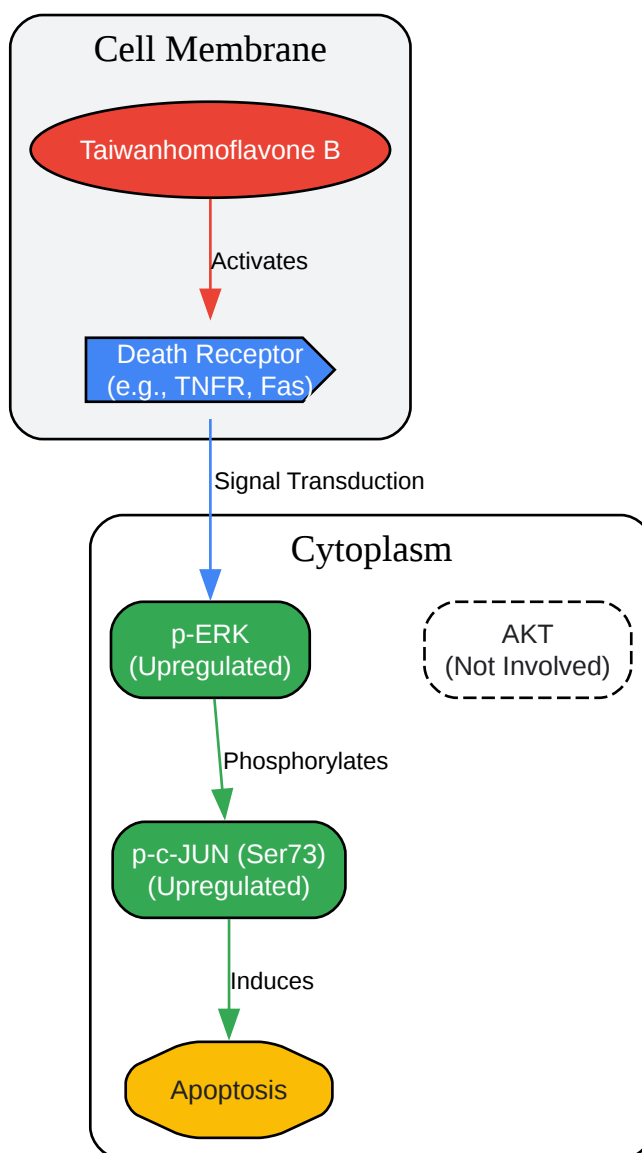 Cell Membrane
Taiwanhomoflavone B
Activates
Death Receptor
(e.g., TNFR, Fas)
Signal Transduction
Cytoplasm
p-ERK
(Upregulated)
AKT
(Not Involved)
Phosphorylates
p-c-JUN (Ser73)
(Upregulated)
Induces
Apoptosis